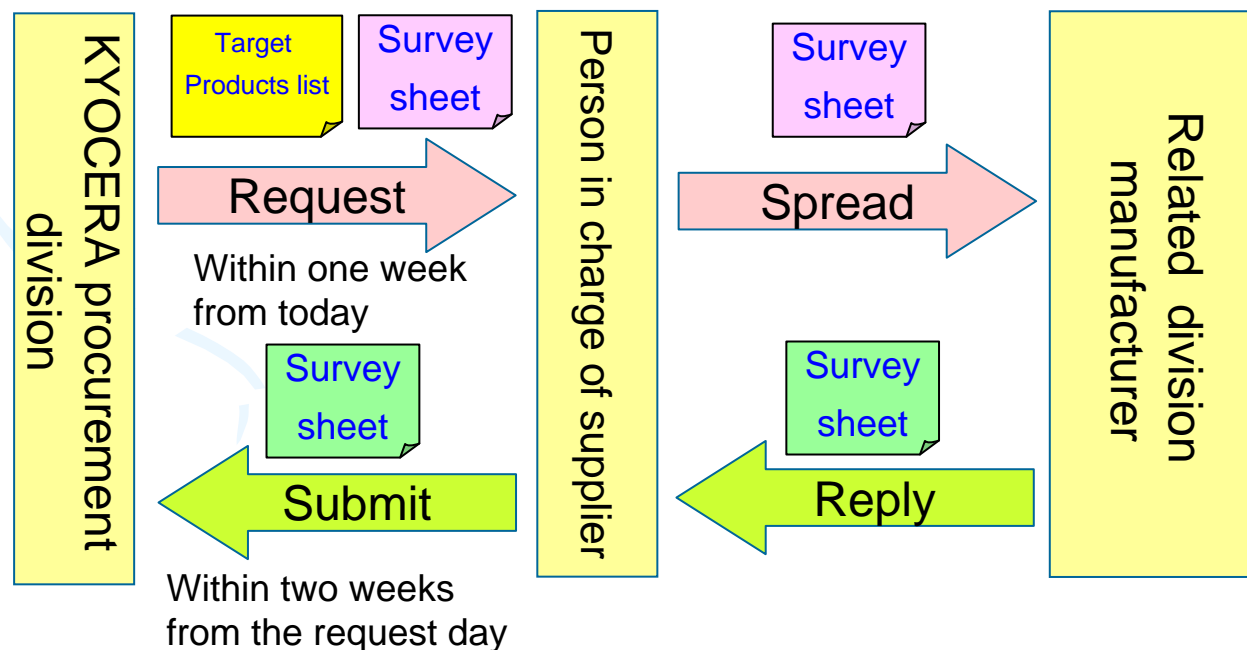 KYOCERA procurement
division
Target
Products list
Survey
sheet
Request
Within one week
from today
Survey
sheet
Submit
Within two weeks
from the request day
Person in charge of supplier
Survey
sheet
Spread
Survey
sheet
Reply
Related division
manufacturer